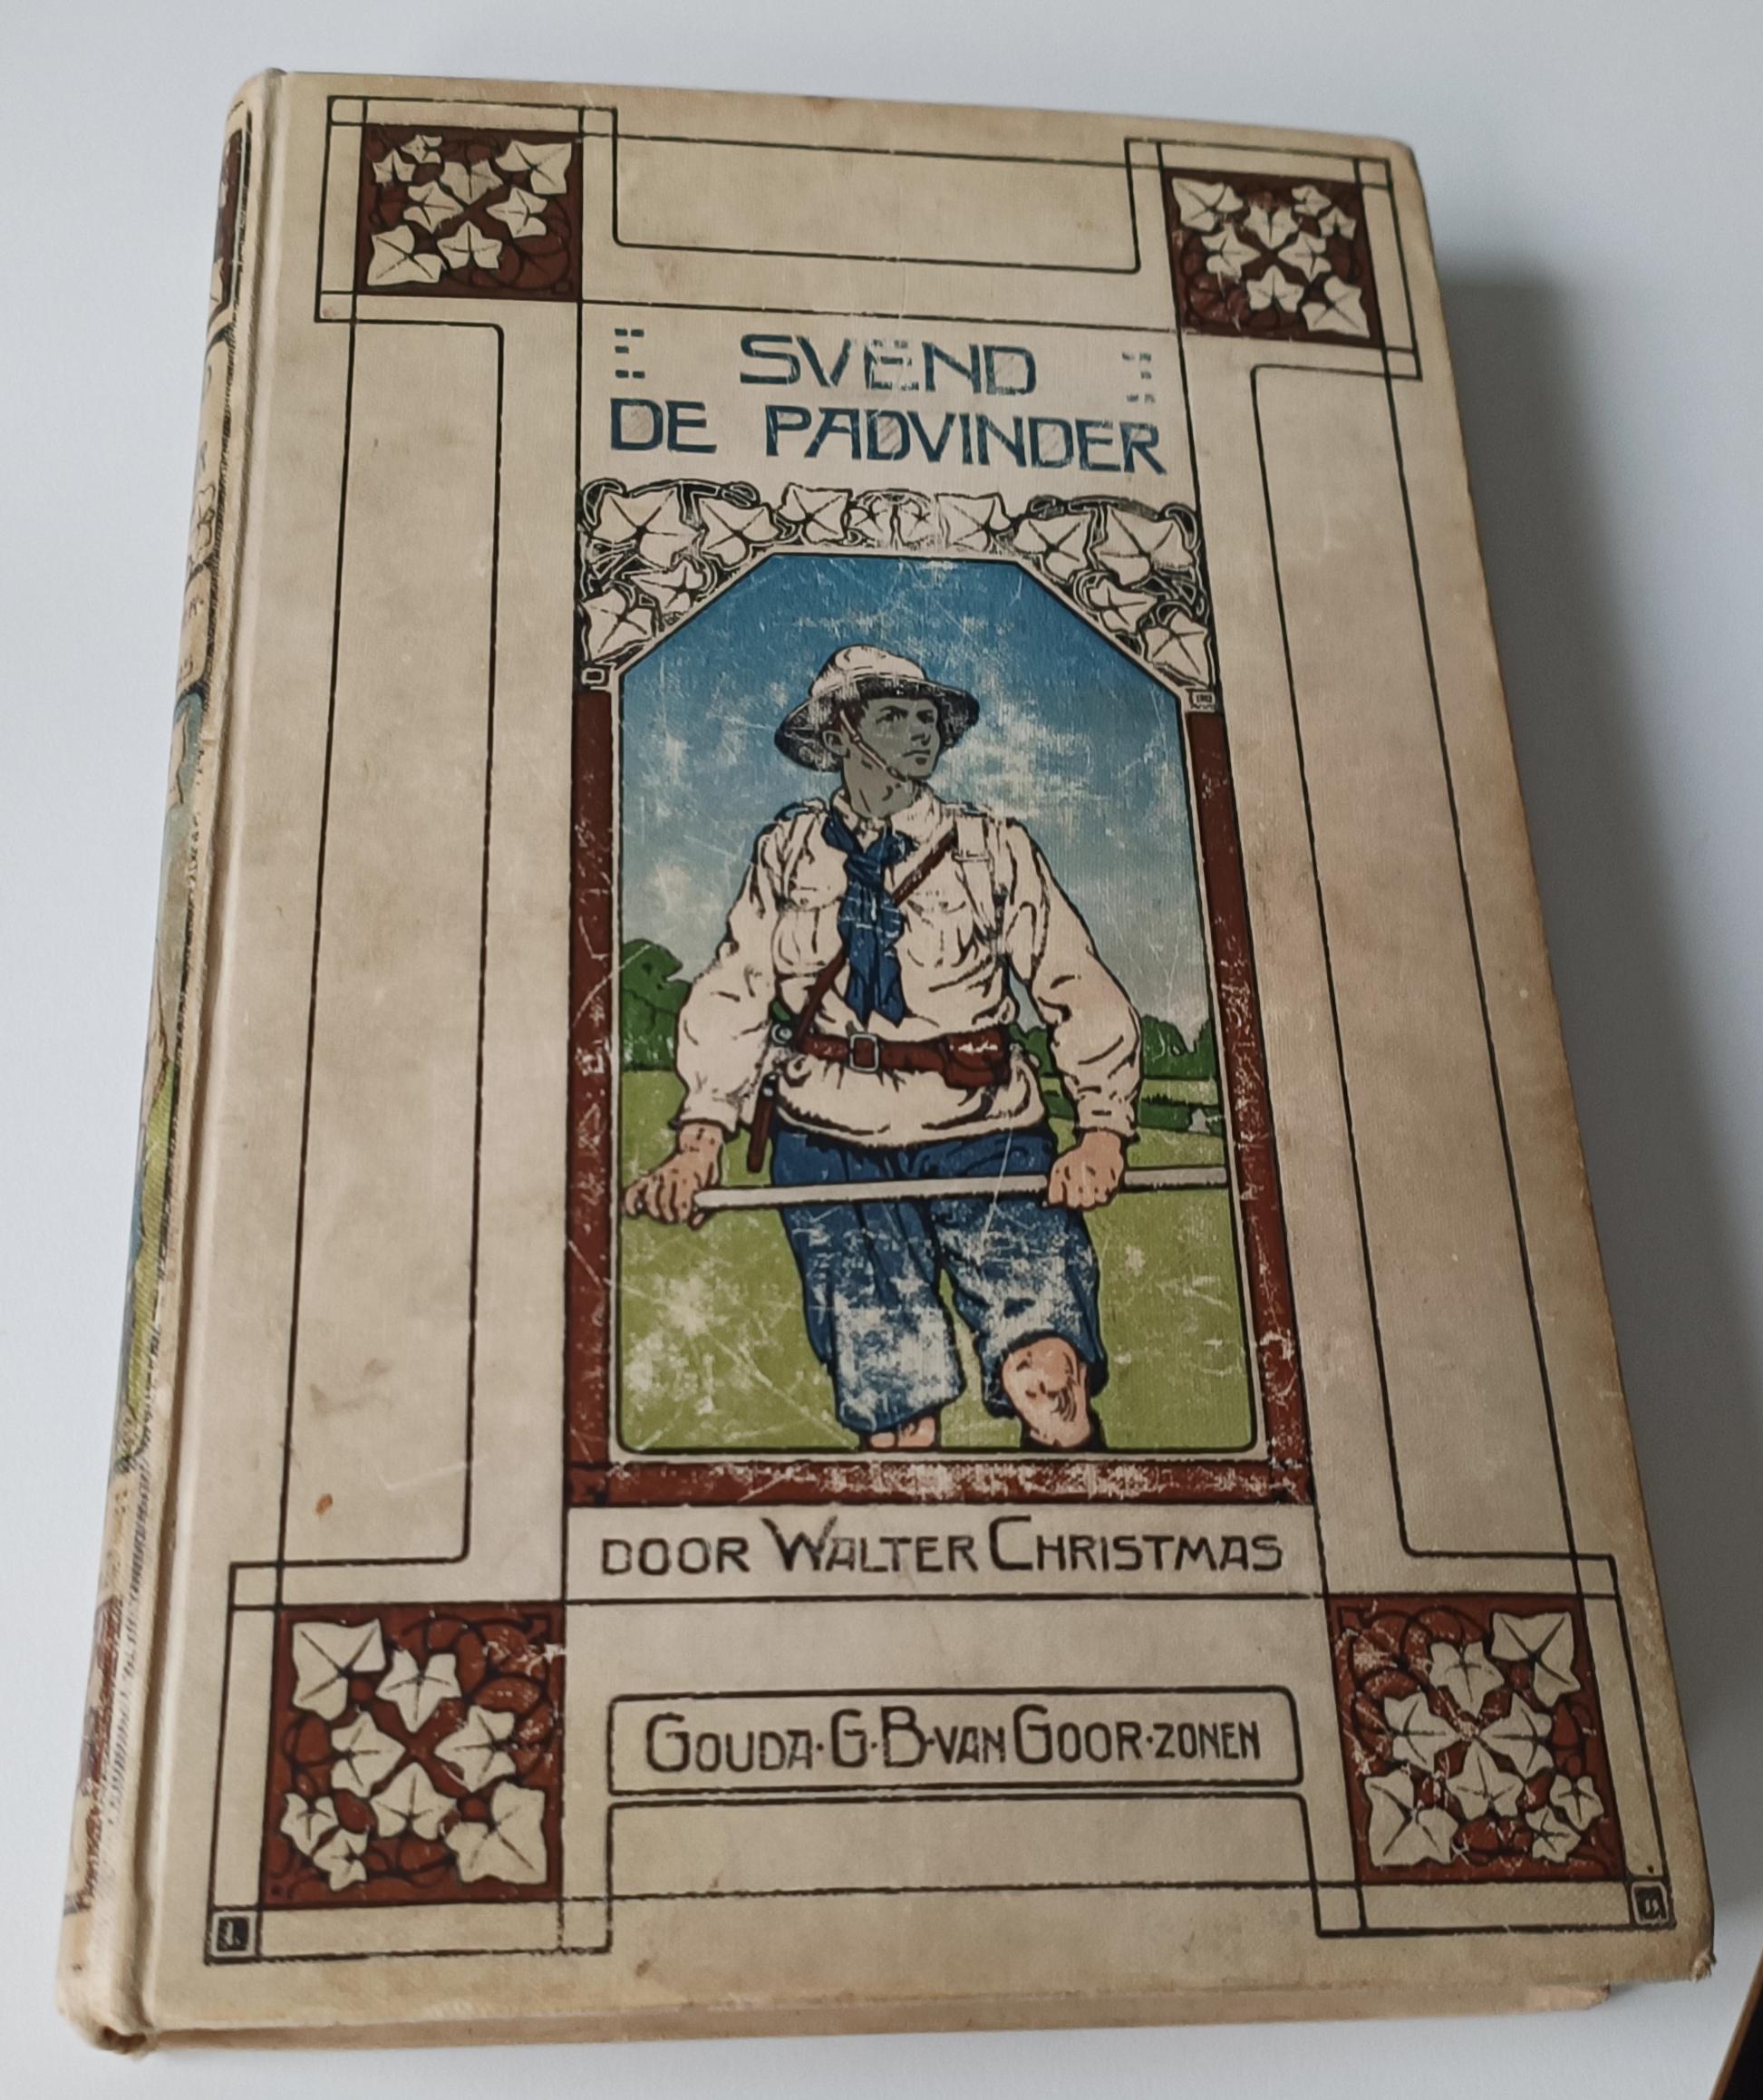 SVEND
DE PADVINDER
DOOR WALTER CHRISTMAS
GOUDA · G · B · VAN GOOR · ZONEN